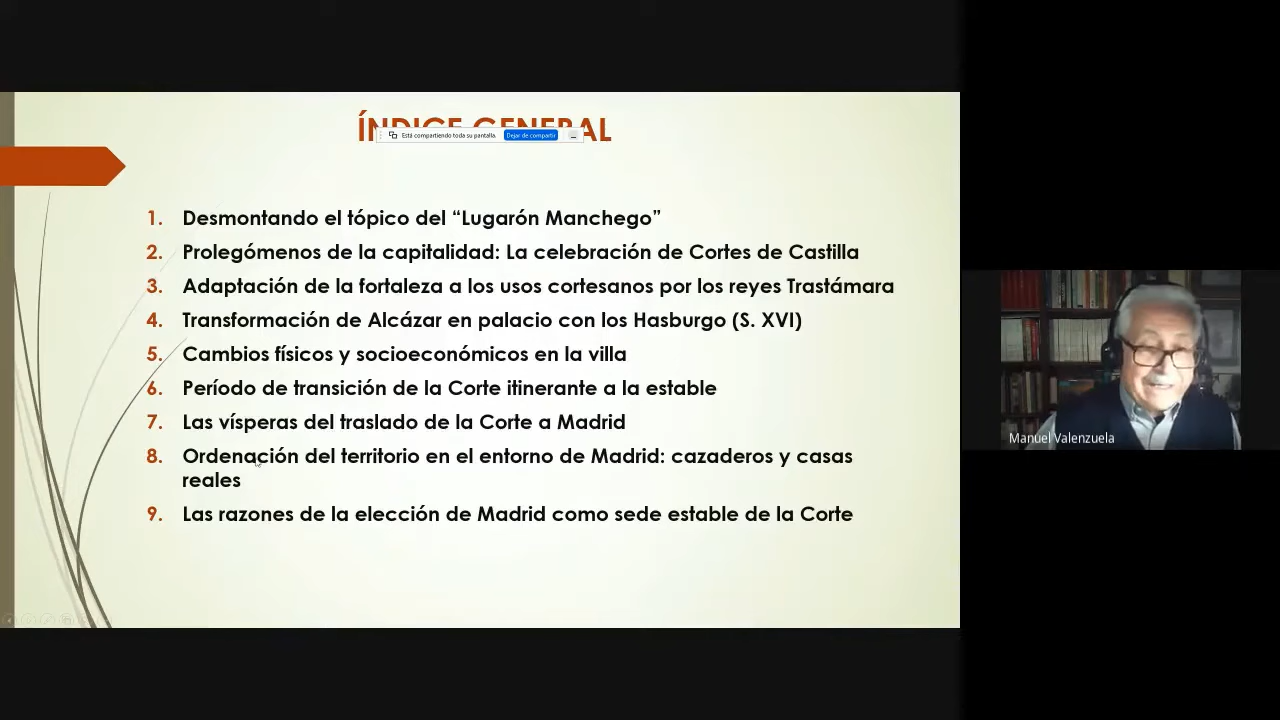 ÍNDICE GENERAL
Está compartiendo toda su pantalla.
Dejar de compartir
1. Desmontando el tópico del “Lugarón Manchego”
2. Prolegómenos de la capitalidad: La celebración de Cortes de Castilla
3. Adaptación de la fortaleza a los usos cortesanos por los reyes Trastámara
4. Transformación de Alcázar en palacio con los Hasburgo (S. XVI)
5. Cambios físicos y socioeconómicos en la villa
6. Período de transición de la Corte itinerante a la estable
7. Las vísperas del traslado de la Corte a Madrid
8. Ordenación del territorio en el entorno de Madrid: cazaderos y casas
reales
9. Las razones de la elección de Madrid como sede estable de la Corte
Manuel Valenzuela